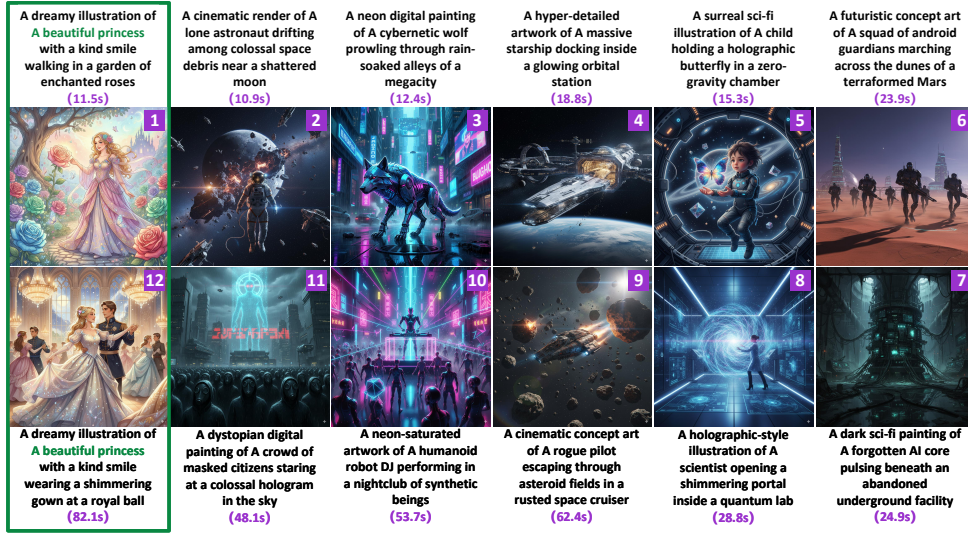 A dreamy illustration of
A beautiful princess
with a kind smile
walking in a garden of
enchanted roses
(11.5s)
A cinematic render of A
lone astronaut drifting
among colossal space
debris near a shattered
moon
(10.9s)
A neon digital painting
of A cybernetic wolf
prowling through rain-
soaked alleys of a
megacity
(12.4s)
A hyper-detailed
artwork of A massive
starship docking inside
a glowing orbital
station
(18.8s)
A surreal sci-fi
illustration of A child
holding a holographic
butterfly in a zero-
gravity chamber
(15.3s)
A futuristic concept art
of A squad of android
guardians marching
across the dunes of a
terraformed Mars
(23.9s)
1
2
3
4
5
6
12
11
10
9
8
7
A dreamy illustration of
A beautiful princess
with a kind smile
wearing a shimmering
gown at a royal ball
(82.1s)
A dystopian digital
painting of A crowd of
masked citizens staring
at a colossal hologram
in the sky
(48.1s)
A neon-saturated
artwork of A humanoid
robot DJ performing in
a nightclub of synthetic
beings
(53.7s)
A cinematic concept art
of A rogue pilot
escaping through
asteroid fields in a
rusted space cruiser
(62.4s)
A holographic-style
illustration of A
scientist opening a
shimmering portal
inside a quantum lab
(28.8s)
A dark sci-fi painting of
A forgotten AI core
pulsing beneath an
abandoned
underground facility
(24.9s)